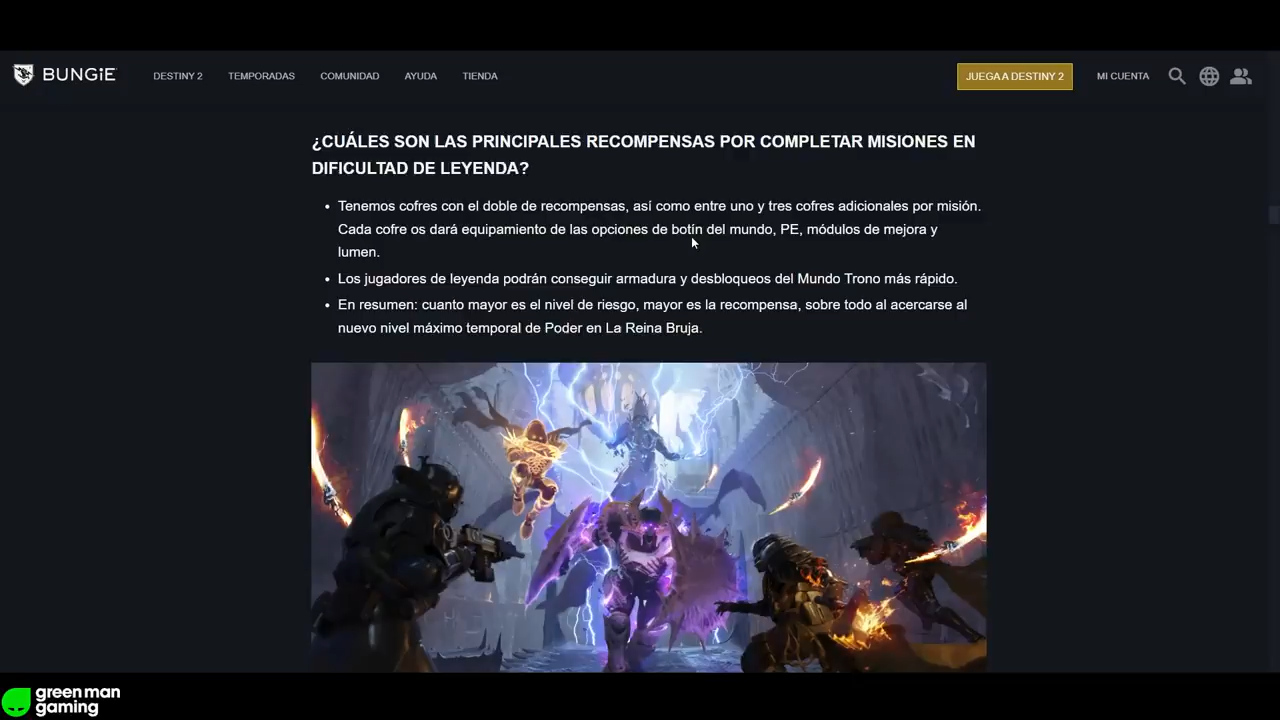 BUNGiE
DESTINY 2
TEMPORADAS
COMUNIDAD
AYUDA
TIENDA
JUEGA A DESTINY 2
MI CUENTA
¿CUÁLES SON LAS PRINCIPALES RECOMPENSAS POR COMPLETAR MISIONES EN
DIFICULTAD DE LEYENDA?
• Tenemos cofres con el doble de recompensas, así como entre uno y tres cofres adicionales por misión.
Cada cofre os dará equipamiento de las opciones de botín del mundo, PE, módulos de mejora y
lumen.
• Los jugadores de leyenda podrán conseguir armadura y desbloqueos del Mundo Trono más rápido.
• En resumen: cuanto mayor es el nivel de riesgo, mayor es la recompensa, sobre todo al acercarse al
nuevo nivel máximo temporal de Poder en La Reina Bruja.
green man
gaming